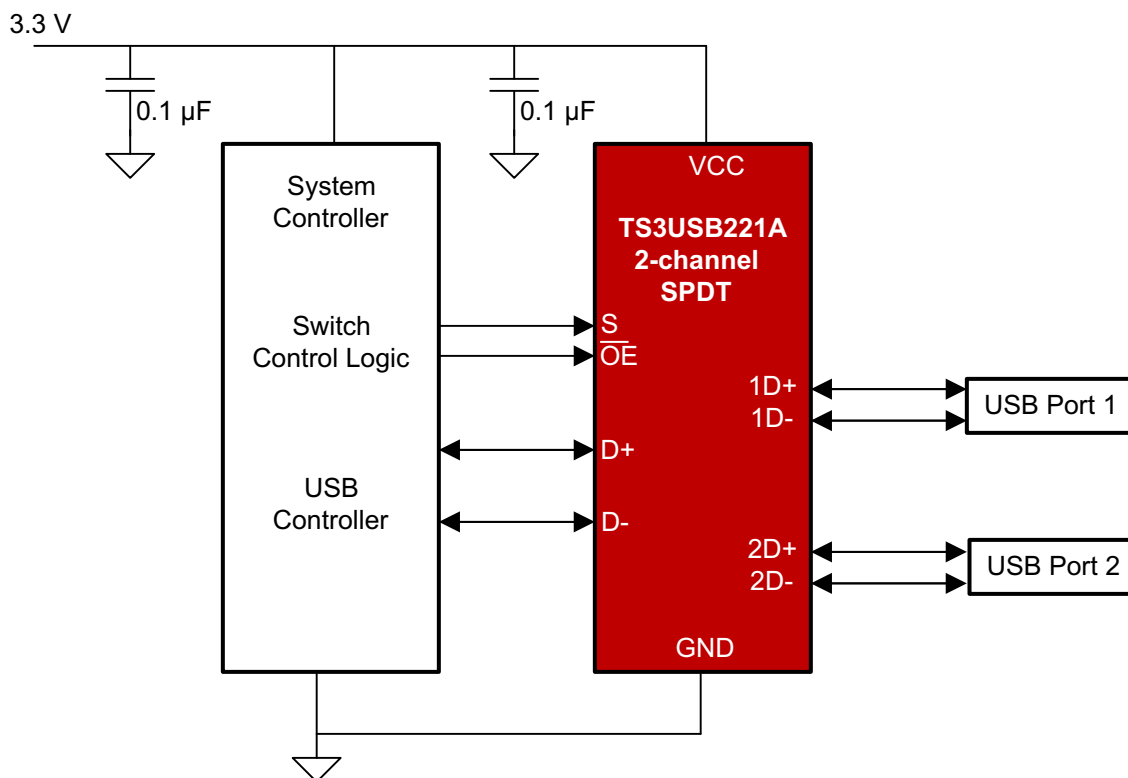 3.3 V
0.1 µF
0.1 µF
System
Controller
Switch
Control Logic
USB
Controller
VCC
TS3USB221A
2-channel
SPDT
S
OE
D+
D-
1D+
1D-
2D+
2D-
GND
USB Port 1
USB Port 2